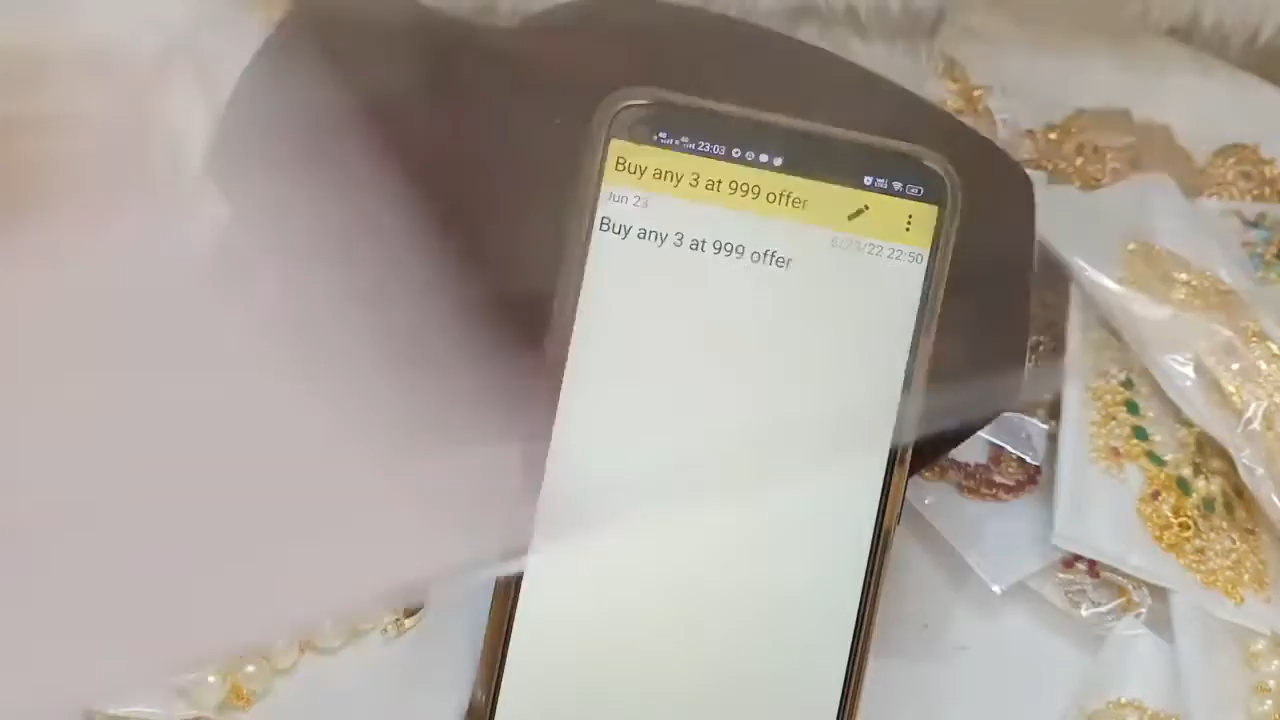 23:03
Buy any 3 at 999 offer
Jun 23
6/23/22 22:50
Buy any 3 at 999 offer